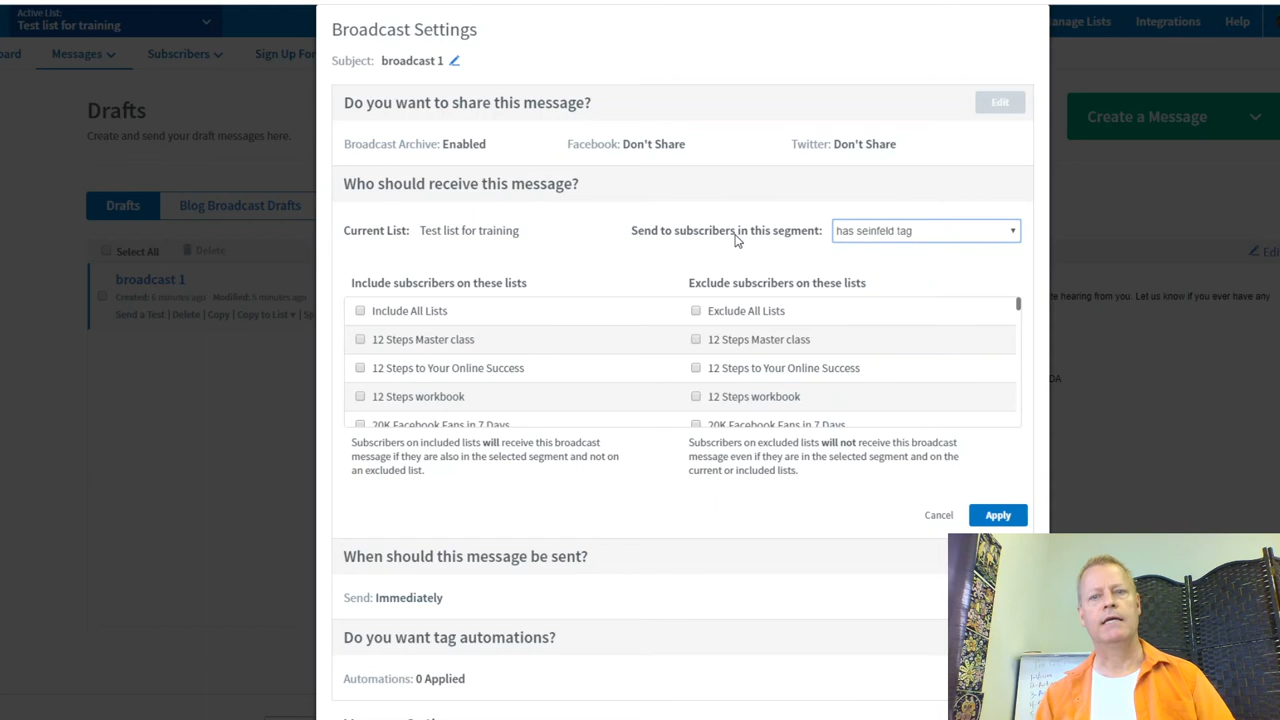 Active List:
Test list for training
Manage Lists
Integrations
Help
Messages
Subscribers
Sign Up
Drafts
Create and send your draft messages here.
Create a Message
Drafts
Blog Broadcast Drafts
Select All
Delete
broadcast 1
Created: 6 minutes ago Modified: 5 minutes ago
Send a Test | Delete | Copy | Copy to List
te hearing from you. Let us know if you ever have any
Broadcast Settings
Subject: broadcast 1
Do you want to share this message?
Edit
Broadcast Archive: Enabled
Facebook: Don't Share
Twitter: Don't Share
Who should receive this message?
Current List: Test list for training
Send to subscribers in this segment:
has seinfeld tag
Include subscribers on these lists
Exclude subscribers on these lists
Include All Lists
Exclude All Lists
12 Steps Master class
12 Steps Master class
12 Steps to Your Online Success
12 Steps to Your Online Success
12 Steps workbook
12 Steps workbook
20K Facebook Fans in 7 Days
20K Facebook Fans in 7 Days
Subscribers on included lists will receive this broadcast
message if they are also in the selected segment and not on
an excluded list.
Subscribers on excluded lists will not receive this broadcast
message even if they are in the selected segment and on the
current or included lists.
Cancel
Apply
When should this message be sent?
Send: Immediately
Do you want tag automations?
Automations: 0 Applied